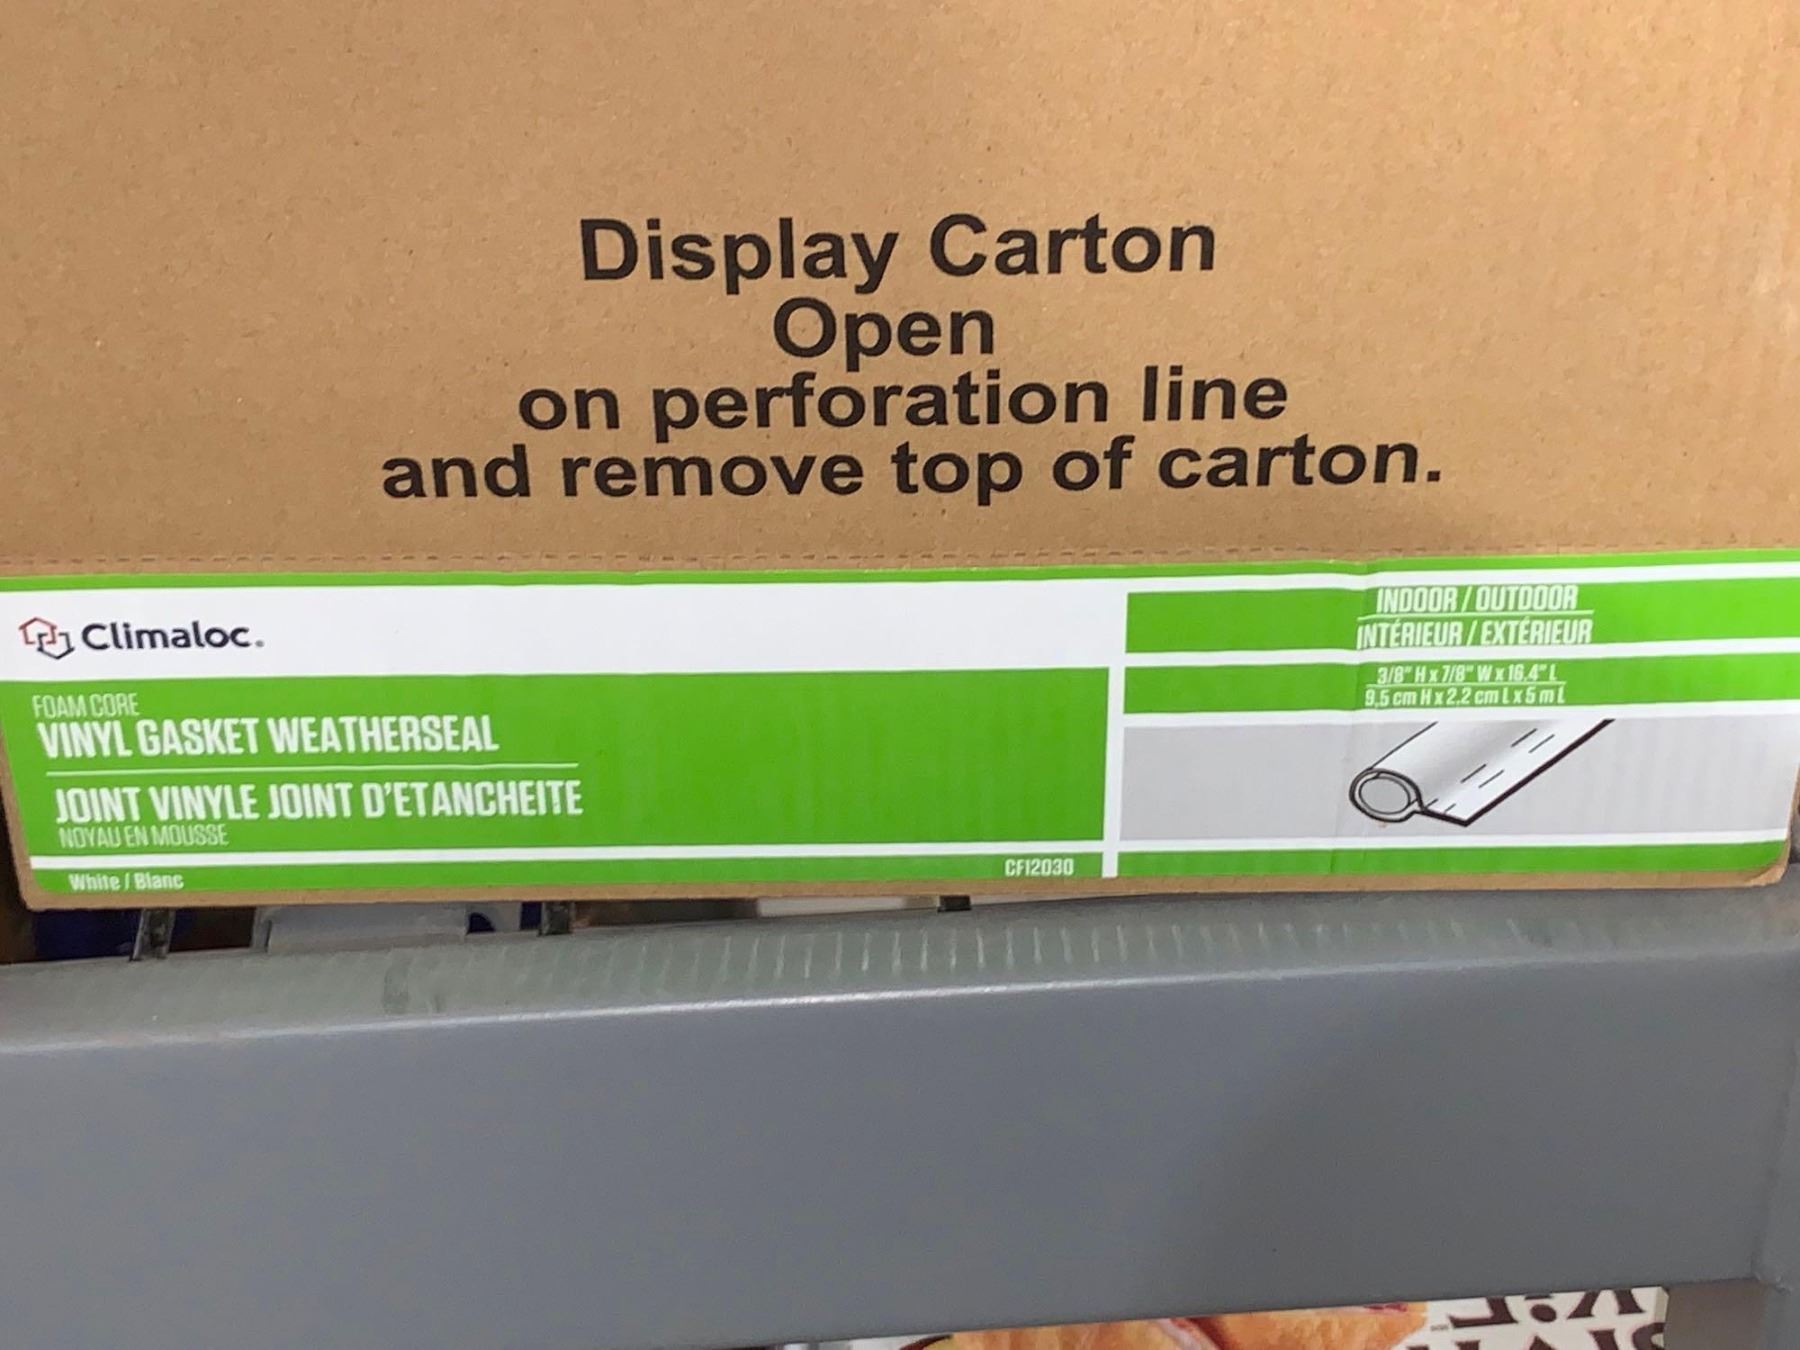 Display Carton
Open
on perforation line
and remove top of carton.
Climaloc.
FOAM CORE
VINYL GASKET WEATHERSEAL
JOINT VINYLE JOINT D'ETANCHEITE
NOYAU EN MOUSSE
White / Blanc
CF12030
INDOOR / OUTDOOR
INTÉRIEUR / EXTÉRIEUR
3/8" H x 7/8" W x 16.4" L
9,5 cm H x 2.2 cm L x 5 m L